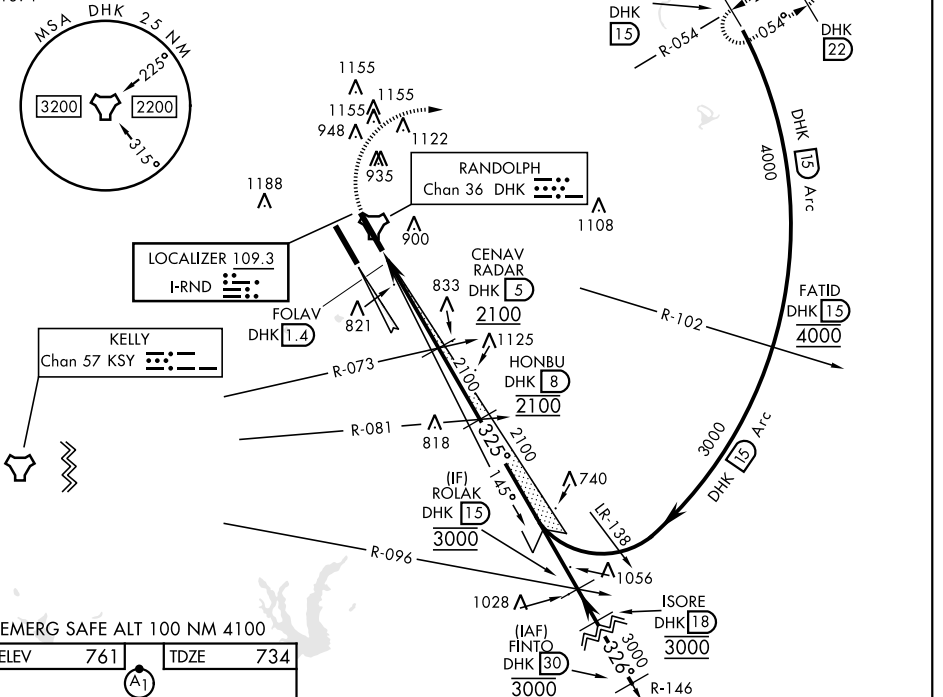 MSA DHK 25 NM
225°
3200
2200
315°
DHK
15
R-054
054°
DHK
22
1155
1155
1155
948
1122
935
1188
RANDOLPH
Chan 36 DHK
1108
900
DHK 15 Arc
4000
LOCALIZER 109.3
I-RND
CENAV
RADAR
DHK 5
2100
833
FOLAV
DHK 1.4
821
R-102
FATID
DHK 15
4000
KELLY
Chan 57 KSY
1125
R-073
2100
HONBU
DHK 8
2100
R-081
818
325°
2100
3000
DHK 15 Arc
145°
740
(IF)
ROLAK
DHK 15
3000
LR-138
R-096
1056
1028
ISORE
DHK 18
3000
(IAF)
FINTO
DHK 30
3000
3000
326°
R-146
EMERG SAFE ALT 100 NM 4100
ELEV 761
TDZE 734
A1